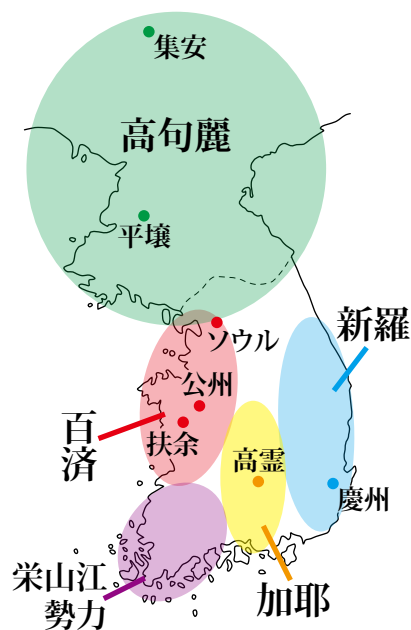 集安
高句麗
平壌
新羅
ソウル
公州
百
済
扶余
高霊
慶州
栄山江
勢力
加耶